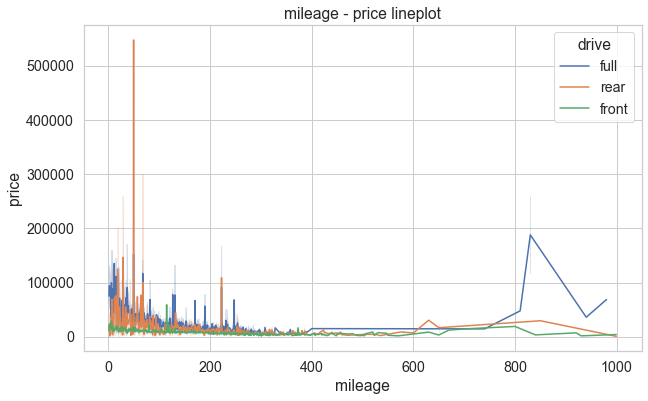 mileage - price lineplot
drive
full
rear
front
price
500000
400000
300000
200000
100000
0
0 200 400 600 800 1000
mileage